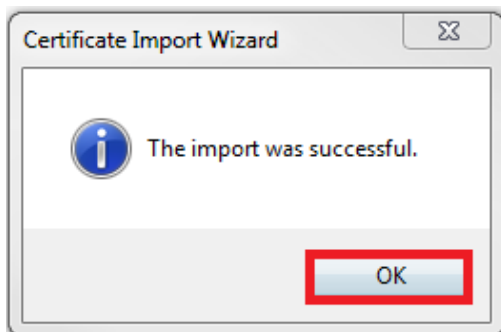 Certificate Import Wizard
The import was successful.
OK